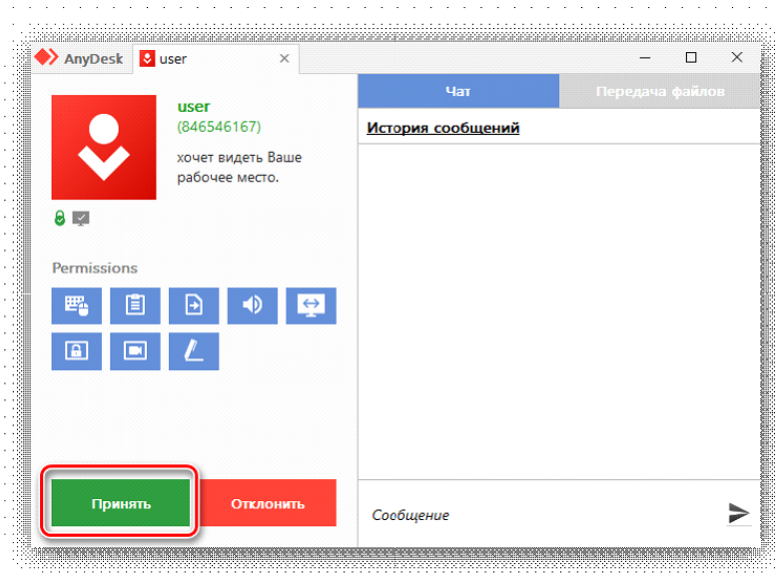 AnyDesk
user
Чат
Передача файлов
user
(846546167)
хочет видеть Ваше
рабочее место.
История сообщений
Permissions
Принять
Отклонить
Сообщение